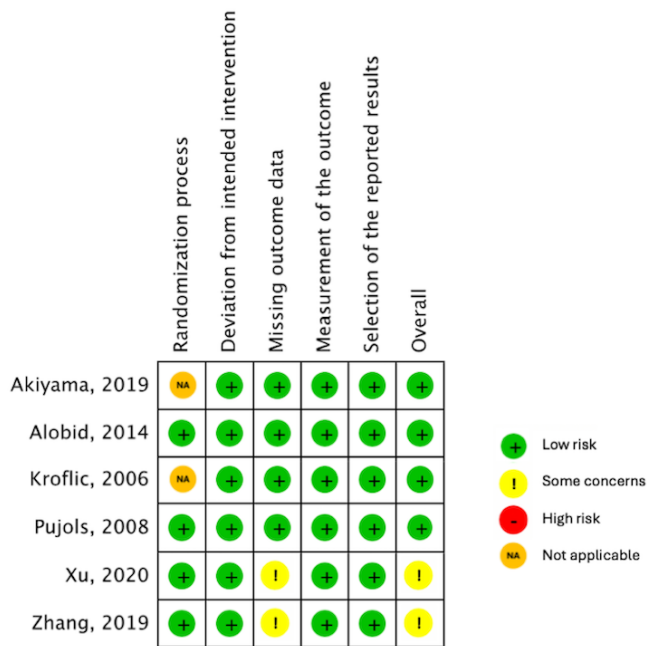 Randomization process
Deviation from intended intervention
Missing outcome data
Measurement of the outcome
Selection of the reported results
Overall
Akiyama, 2019 NA + + + + +
Alobid, 2014 + + + + + +
Kroflic, 2006 NA + + + + +
Pujols, 2008 + + + + + +
Xu, 2020 + + ! + + !
Zhang, 2019 + + ! + + !
+ Low risk
! Some concerns
- High risk
NA Not applicable